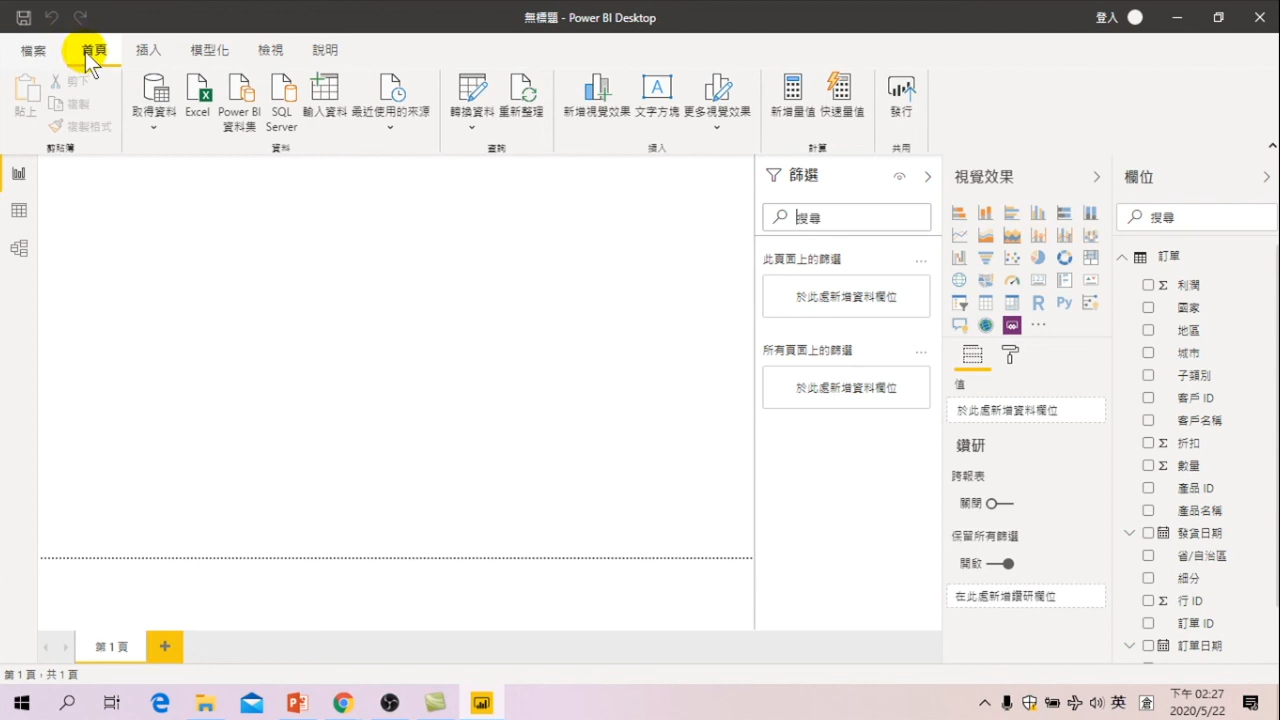 無標題 - Power BI Desktop
登入
檔案
首頁
插入
模型化
檢視
說明
貼上
剪下
複製
複製格式
剪貼簿
取得資料
Excel
Power BI
資料集
SQL
Server
輸入資料
最近使用的來源
資料
轉換資料
重新整理
查詢
新增視覺效果
文字方塊
更多視覺效果
插入
新增量值
快速量值
計算
發行
共用
篩選
搜尋
此頁面上的篩選
於此處新增資料欄位
所有頁面上的篩選
於此處新增資料欄位
視覺效果
R
Py
值
於此處新增資料欄位
鑽研
跨報表
關閉
保留所有篩選
開啟
在此處新增鑽研欄位
欄位
搜尋
訂單
Σ 利潤
國家
地區
城市
子類別
客戶 ID
客戶名稱
Σ 折扣
Σ 數量
產品 ID
產品名稱
發貨日期
省/自治區
細分
Σ 行 ID
訂單 ID
訂單日期
第 1 頁
+
第 1 頁，共 1 頁
英
倉
下午 02:27
2020/5/22